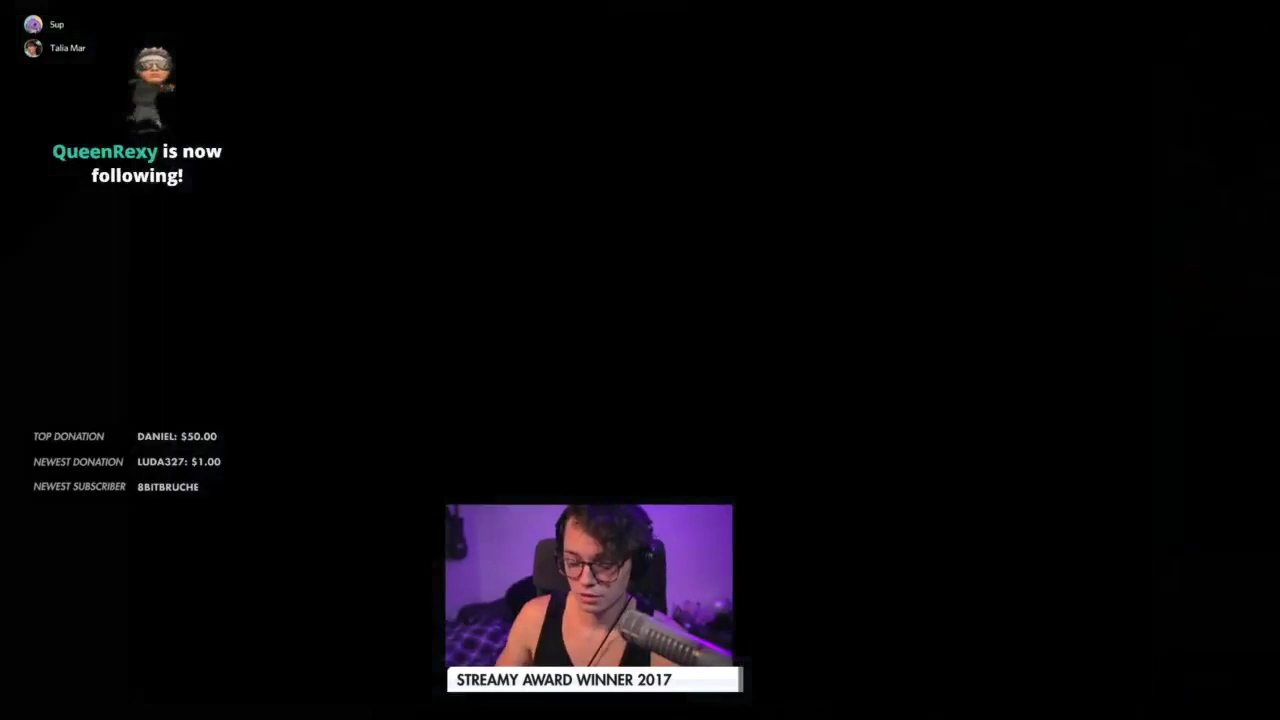 5up
Talia Mar
QueenRexy is now
following!
TOP DONATION DANIEL: $50.00
NEWEST DONATION LUDA327: $1.00
NEWEST SUBSCRIBER 8BITBRUCHE
STREAMY AWARD WINNER 2017